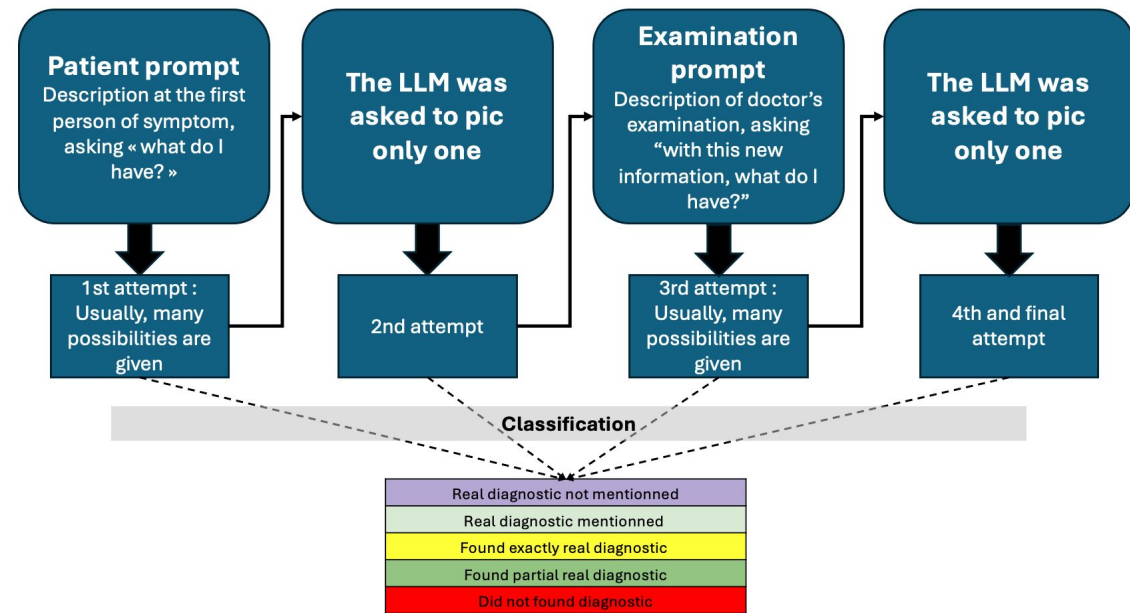 Patient prompt
Description at the first
person of symptom,
asking « what do I
have? »
The LLM was
asked to pic
only one
Examination
prompt
Description of doctor's
examination, asking
“with this new
information, what do I
have?”
The LLM was
asked to pic
only one
1st attempt :
Usually, many
possibilities are
given
2nd attempt
3rd attempt :
Usually, many
possibilities are
given
4th and final
attempt
Classification
Real diagnostic not mentionned
Real diagnostic mentionned
Found exactly real diagnostic
Found partial real diagnostic
Did not found diagnostic